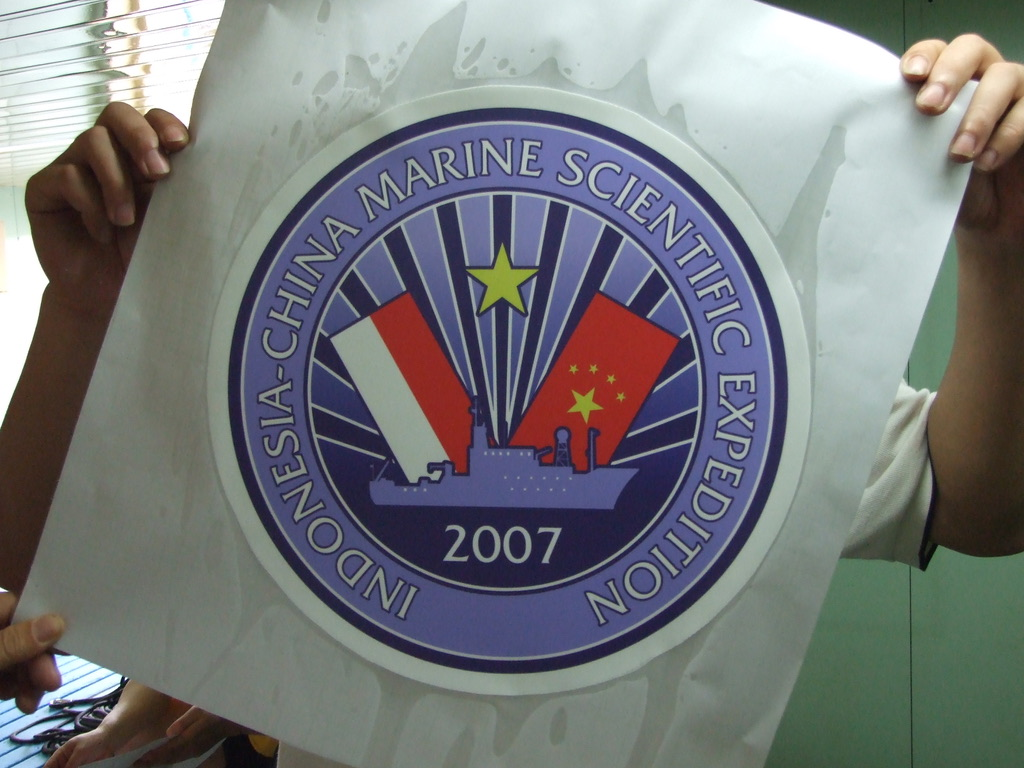 INDONESIA-CHINA MARINE SCIENTIFIC EXPEDITION
2007